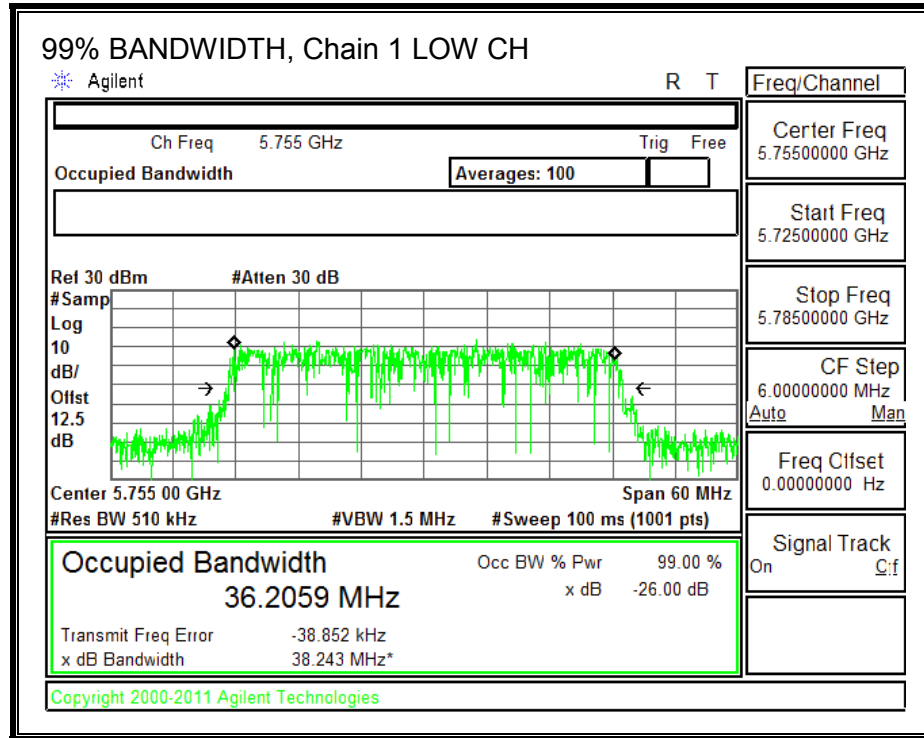 99% BANDWIDTH, Chain 1 LOW CH
Agilent R T
Freq/Channel
Ch Freq 5.755 GHz Trig Free
Occupied Bandwidth Averages: 100
Center Freq
5.75500000 GHz
Start Freq
5.72500000 GHz
Stop Freq
5.78500000 GHz
CF Step
6.00000000 MHz
Auto Man
Freq Offset
0.00000000 Hz
Signal Track
On Off
Ref 30 dBm #Atten 30 dB
#Samp
Log
10
dB/
Offst
12.5
dB
Center 5.755 00 GHz Span 60 MHz
#Res BW 510 kHz #VBW 1.5 MHz #Sweep 100 ms (1001 pts)
Occupied Bandwidth Occ BW % Pwr 99.00 %
36.2059 MHz x dB -26.00 dB
Transmit Freq Error -38.852 kHz
x dB Bandwidth 38.243 MHz*
Copyright 2000-2011 Agilent Technologies